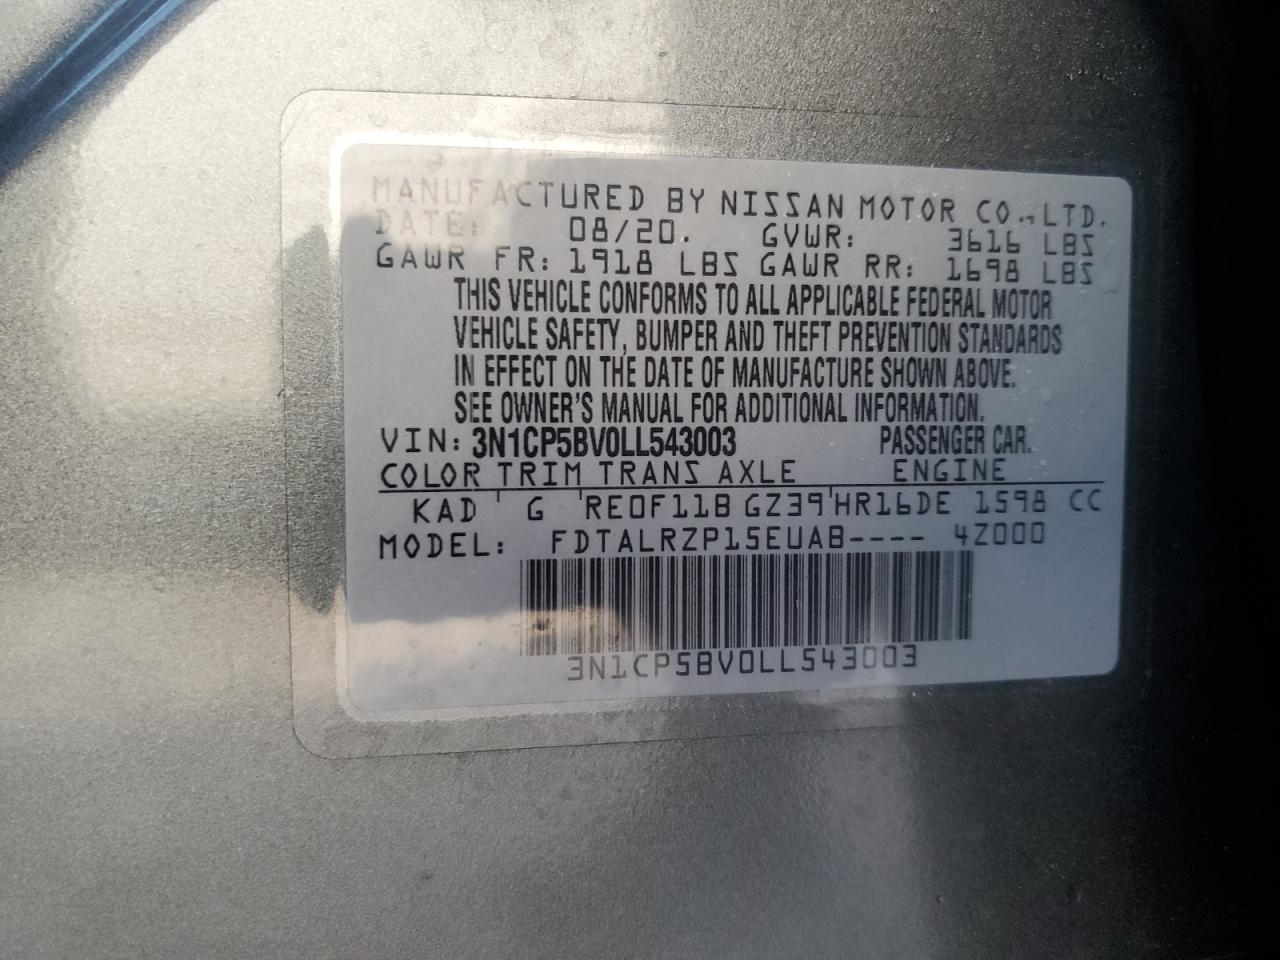 MANUFACTURED BY NISSAN MOTOR CO., LTD.
DATE: 08/20. GVWR: 3616 LBS
GAWR FR: 1918 LBS GAWR RR: 1698 LBS
THIS VEHICLE CONFORMS TO ALL APPLICABLE FEDERAL MOTOR
VEHICLE SAFETY, BUMPER AND THEFT PREVENTION STANDARDS
IN EFFECT ON THE DATE OF MANUFACTURE SHOWN ABOVE.
SEE OWNER'S MANUAL FOR ADDITIONAL INFORMATION.
VIN: 3N1CP5BV0LL543003 PASSENGER CAR.
COLOR TRIM TRANS AXLE ENGINE
KAD G RE0F11B GZ39 HR16DE 1598 CC
MODEL: FDTALRZP15EUAB---- 4Z000
3N1CP5BV0LL543003